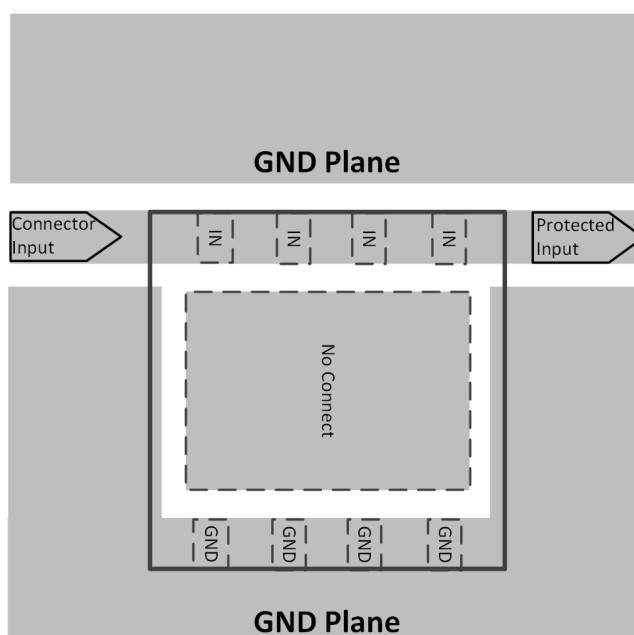 GND Plane
Connector
Input
IN
IN
IN
IN
Protected
Input
No Connect
GND
GND
GND
GND
GND Plane